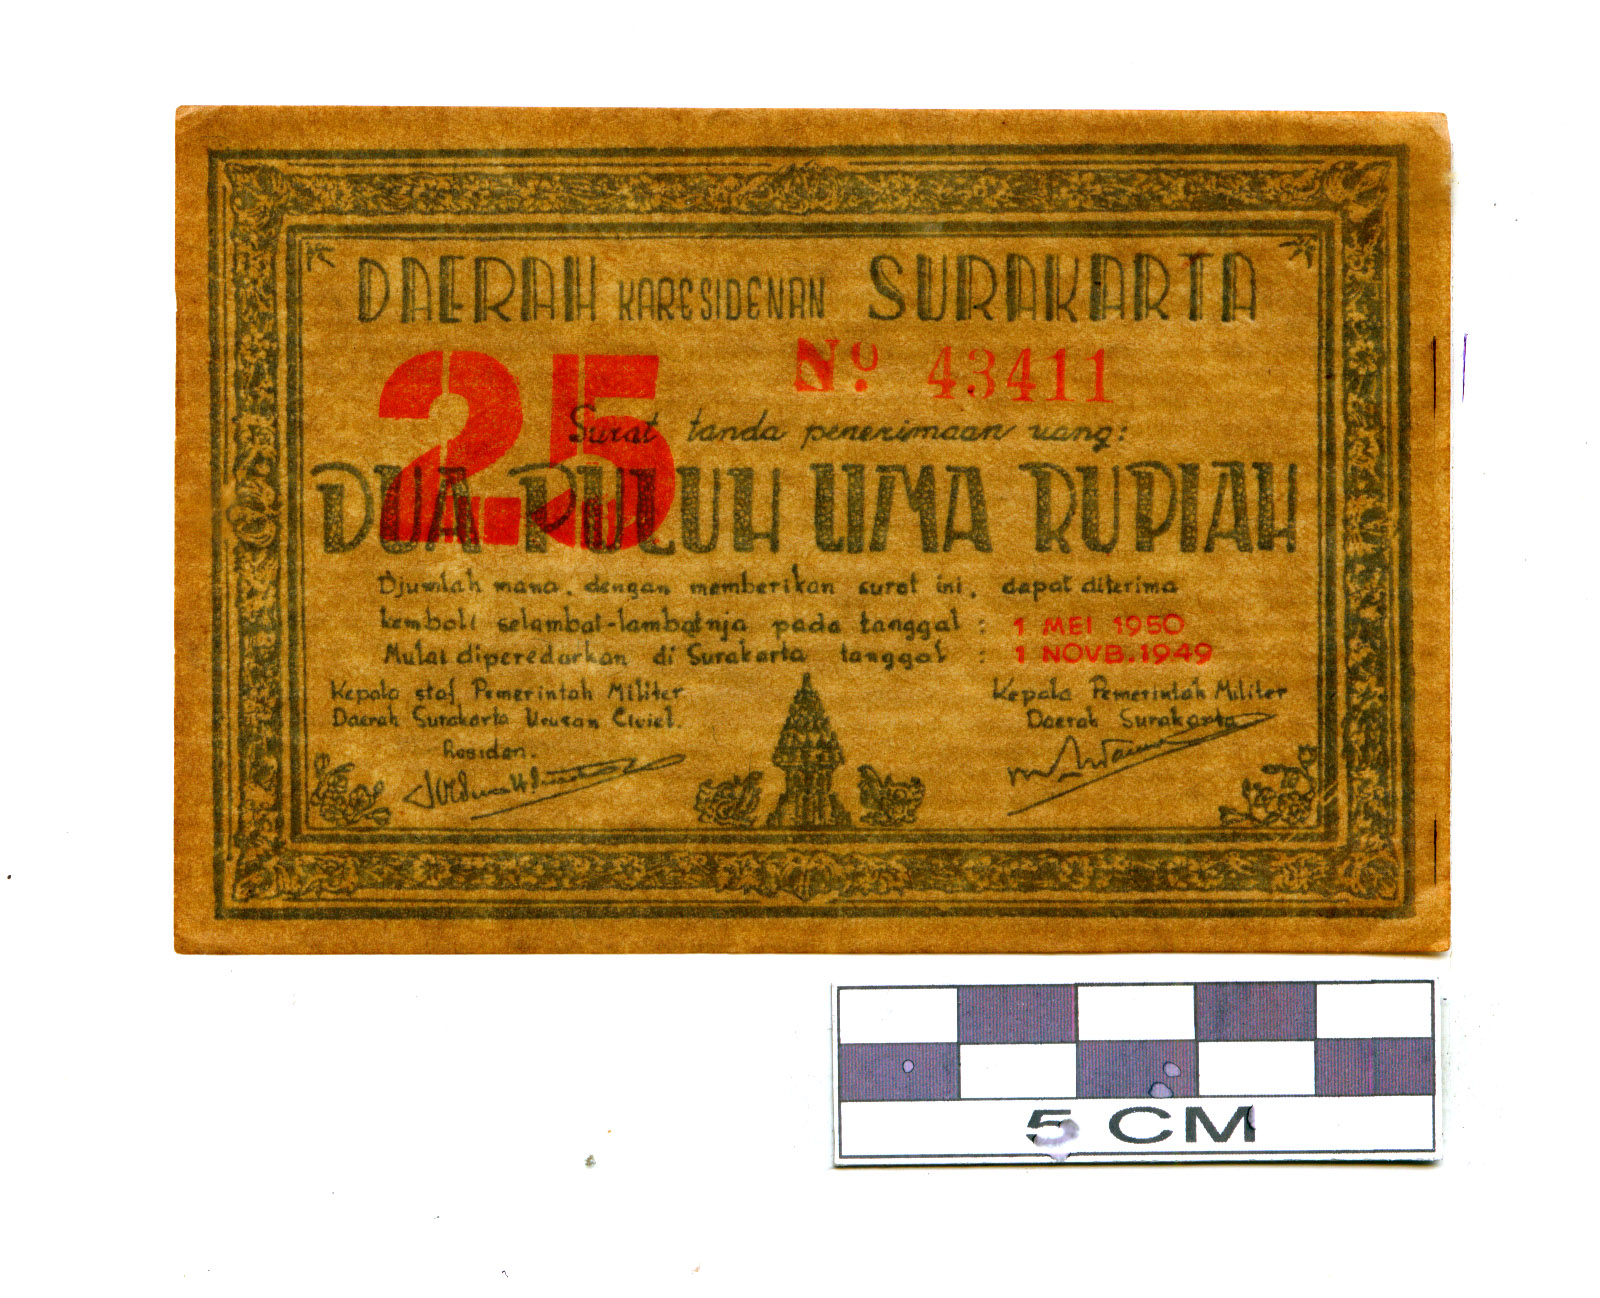 DAERAH KARESIDENAN SURAKARTA
25
No. 43411
Surat tanda penerimaan uang:
DUA PULUH LIMA RUPIAH
Djumlah mana, dengan memberikan surat ini, dapat diterima
kembali selambat-lambatnja pada tanggal : 1 MEI 1950
Mulai diperedarkan di Surakarta tanggal : 1 NOVB. 1949
Kepala staf Pemerintah Militer
Daerah Surakarta Urusan Civiel.
Residen.
Kepala Pemerintah Militer
Daerah Surakarta
5 CM